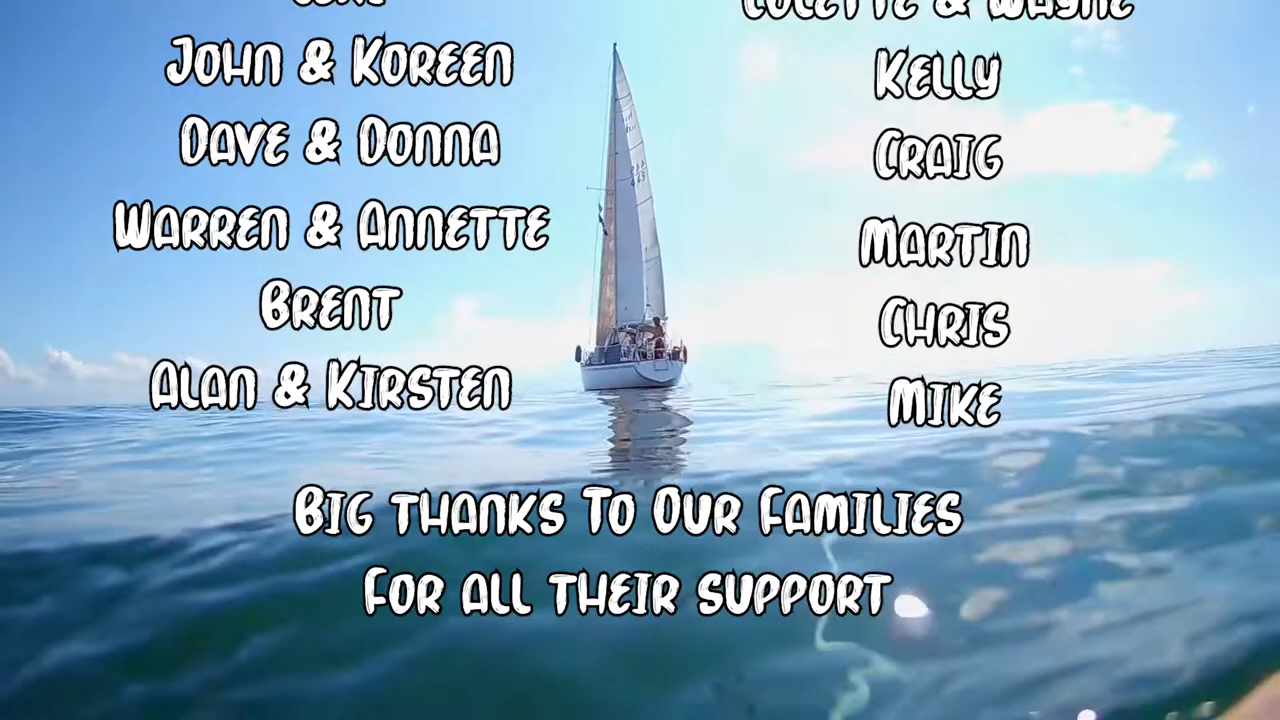 John & Koreen
Dave & Donna
Warren & Annette
Brent
Alan & Kirsten
& Wayne
Kelly
Craig
Martin
Chris
Mike
Big thanks To Our Families
For all their support